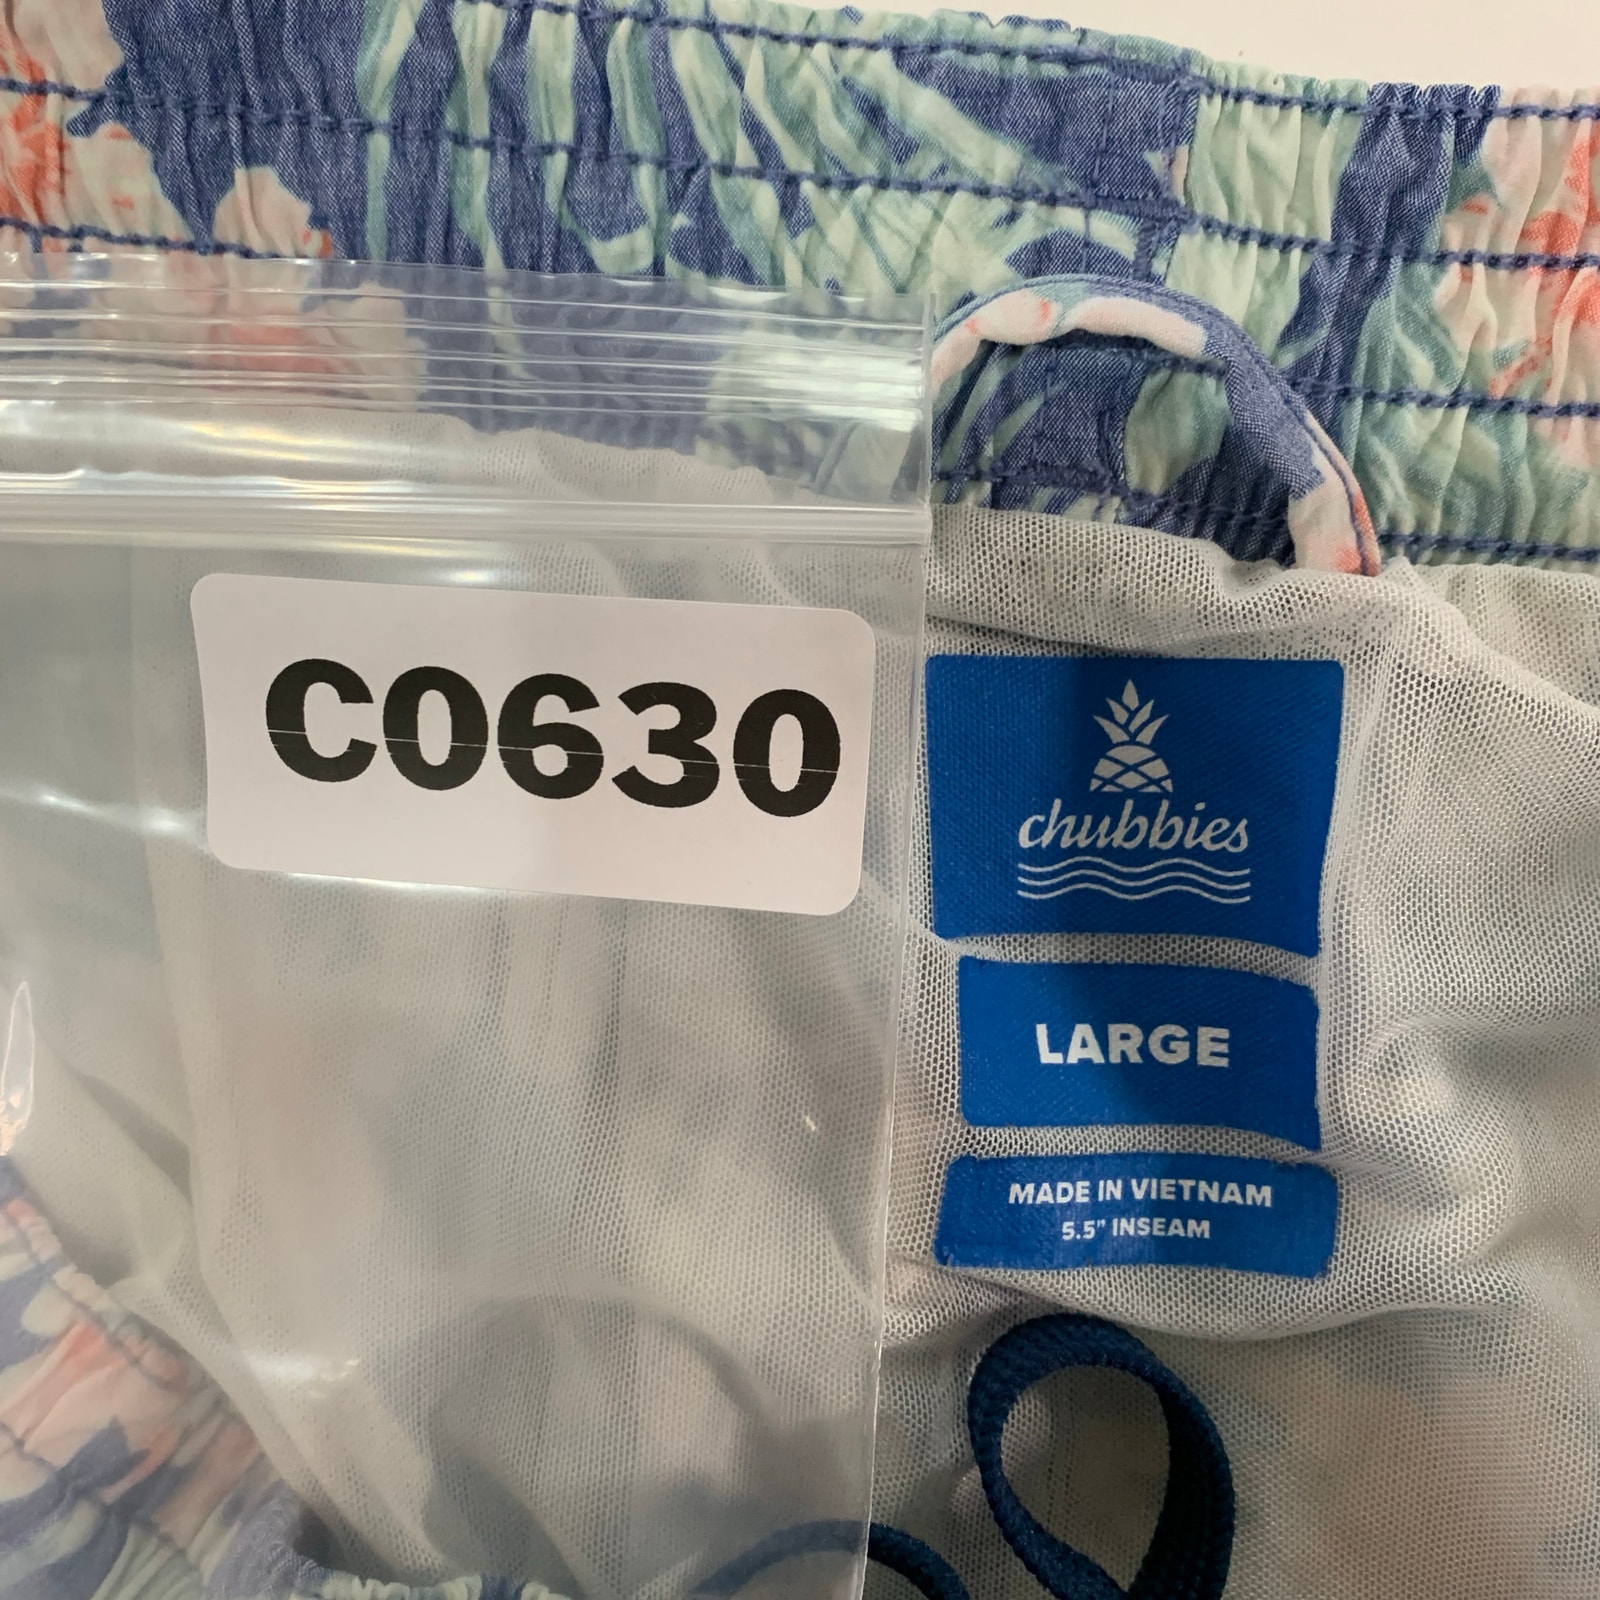 C0630
chubbies
LARGE
MADE IN VIETNAM
5.5" INSEAM